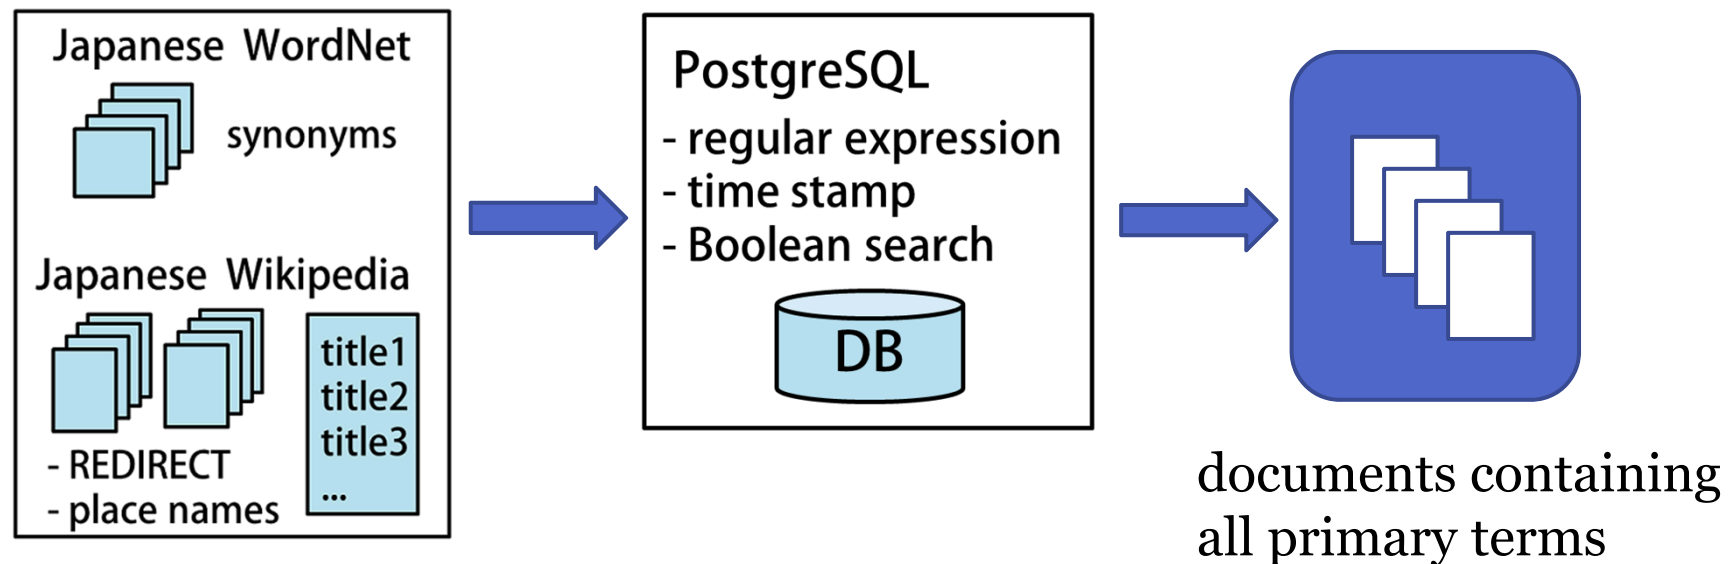 Japanese WordNet
synonyms
Japanese Wikipedia
title1
title2
title3
...
- REDIRECT
- place names
PostgreSQL
- regular expression
- time stamp
- Boolean search
DB
documents containing
all primary terms